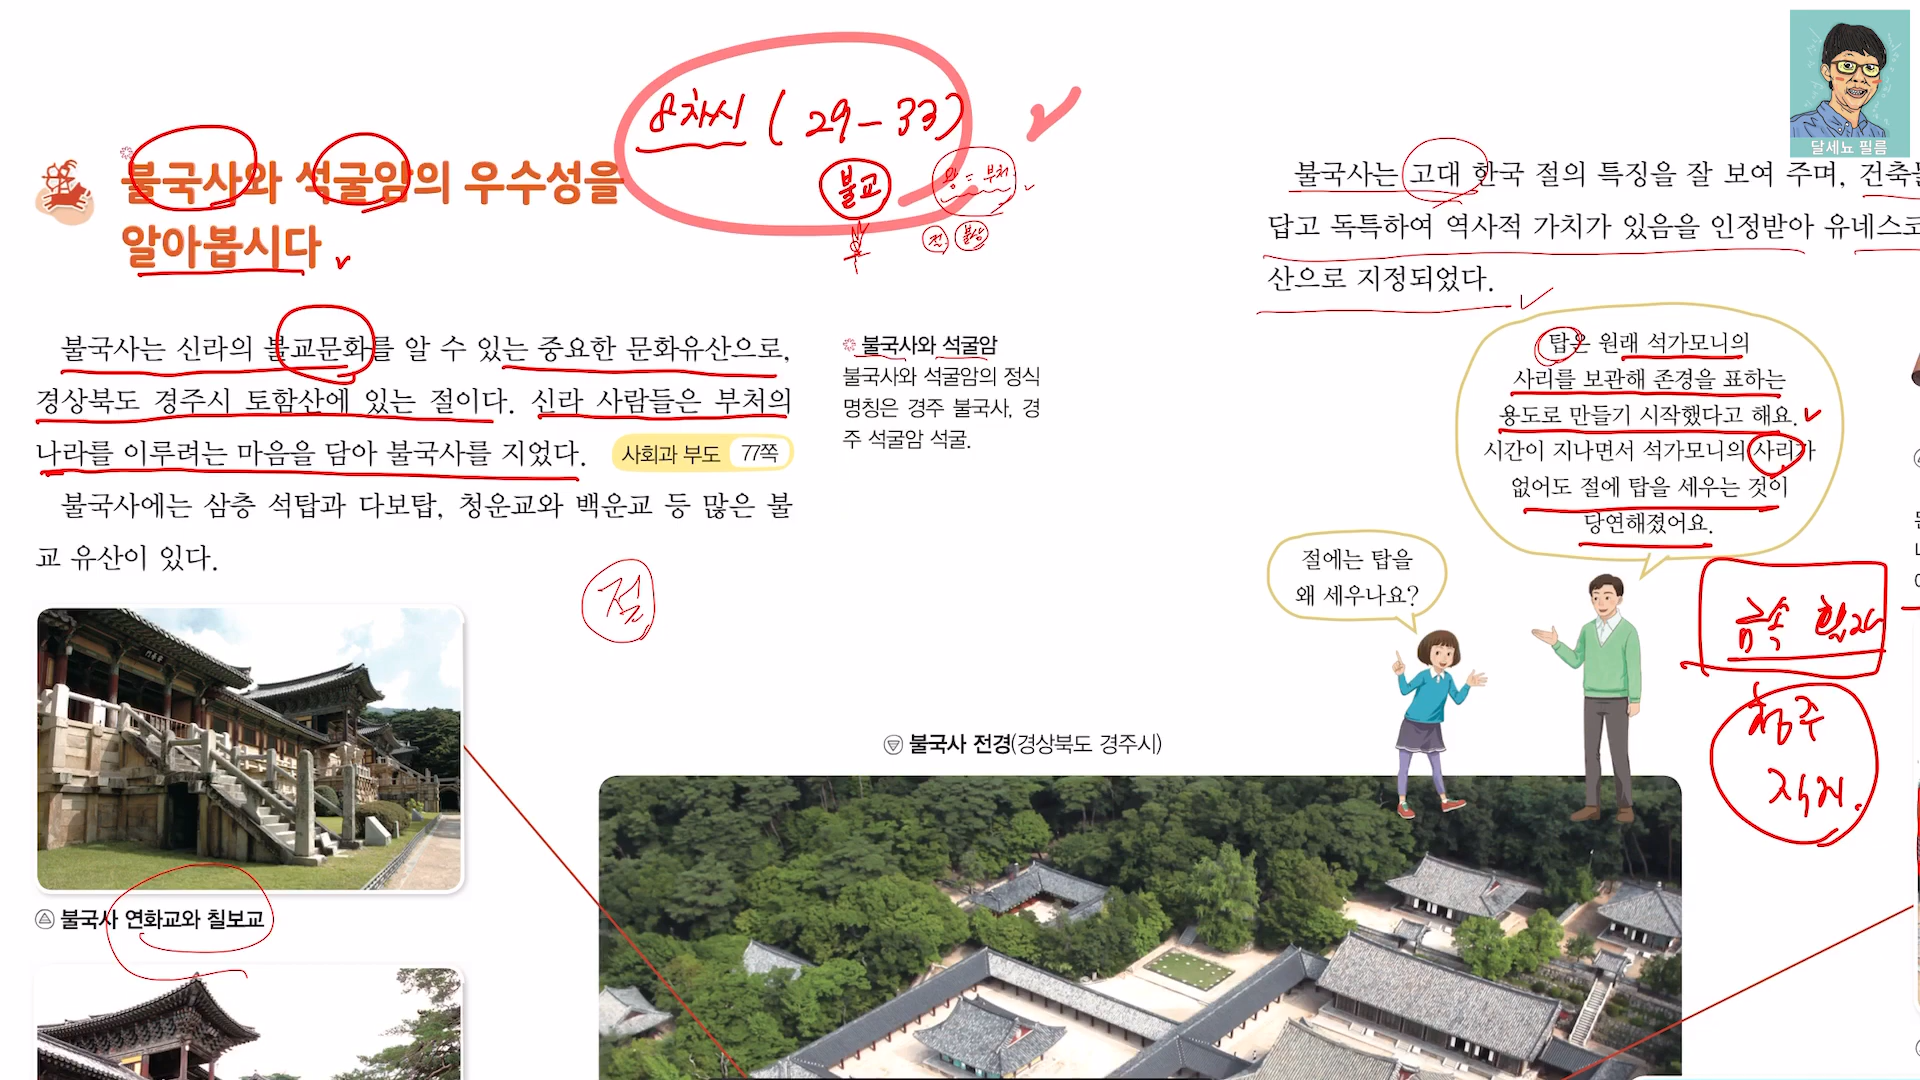 8차시 (29-33)
불교
왕=부처
절 불상
달세뇨 필름
불국사와 석굴암의 우수성을
알아봅시다
불국사는 신라의 불교문화를 알 수 있는 중요한 문화유산으로,
경상북도 경주시 토함산에 있는 절이다. 신라 사람들은 부처의
나라를 이루려는 마음을 담아 불국사를 지었다. 사회과 부도 77쪽
불국사에는 삼층 석탑과 다보탑, 청운교와 백운교 등 많은 불
교 유산이 있다.
절
불국사와 석굴암
불국사와 석굴암의 정식
명칭은 경주 불국사, 경
주 석굴암 석굴.
불국사는 고대 한국 절의 특징을 잘 보여 주며, 건축
답고 독특하여 역사적 가치가 있음을 인정받아 유네스코
산으로 지정되었다.
탑은 원래 석가모니의
사리를 보관해 존경을 표하는
용도로 만들기 시작했다고 해요.
시간이 지나면서 석가모니의 사리가
없어도 절에 탑을 세우는 것이
당연해졌어요.
절에는 탑을
왜 세우나요?
금속 활자
청주
직지.
불국사 전경(경상북도 경주시)
불국사 연화교와 칠보교